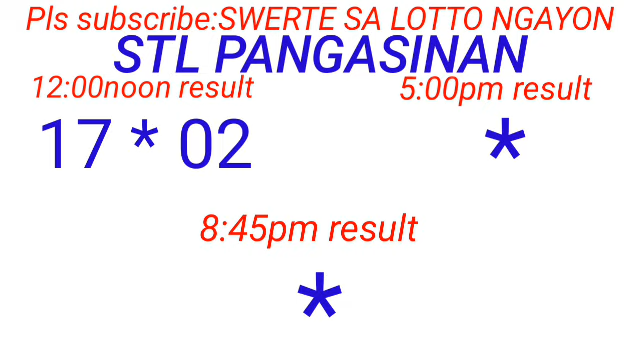 Pls subscribe:SWERTE SA LOTTO NGAYON
STL PANGASINAN
12:00noon result
5:00pm result
17 * 02
*
8:45pm result
*